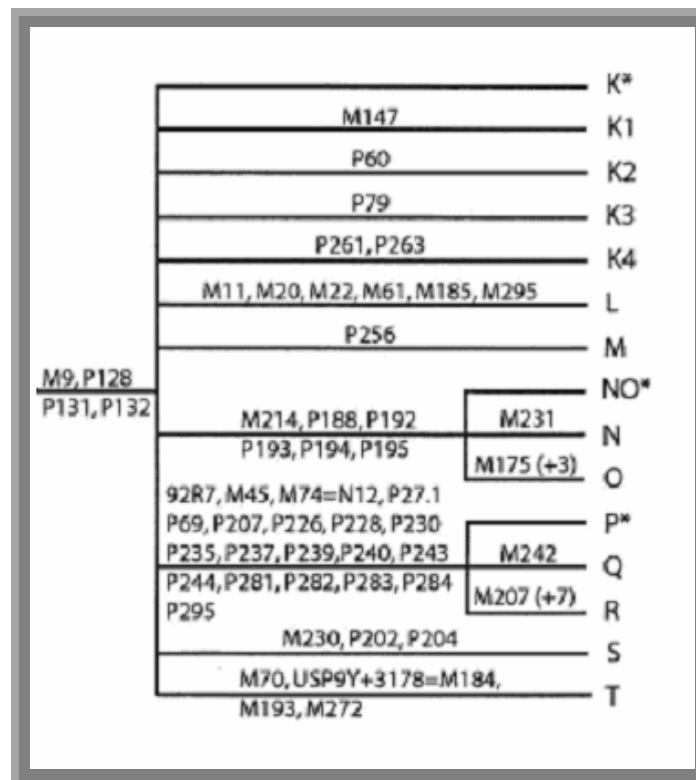 K*
M147
K1
P60
K2
P79
K3
P261, P263
K4
M11, M20, M22, M61, M185, M295
L
P256
M
M9, P128
P131, P132
NO*
M214, P188, P192
P193, P194, P195
M231
N
M175 (+3)
O
92R7, M45, M74=N12, P27.1
P69, P207, P226, P228, P230
P235, P237, P239, P240, P243
P244, P281, P282, P283, P284
P295
P*
M242
Q
M207 (+7)
R
M230, P202, P204
S
M70, USP9Y+3178=M184,
M193, M272
T